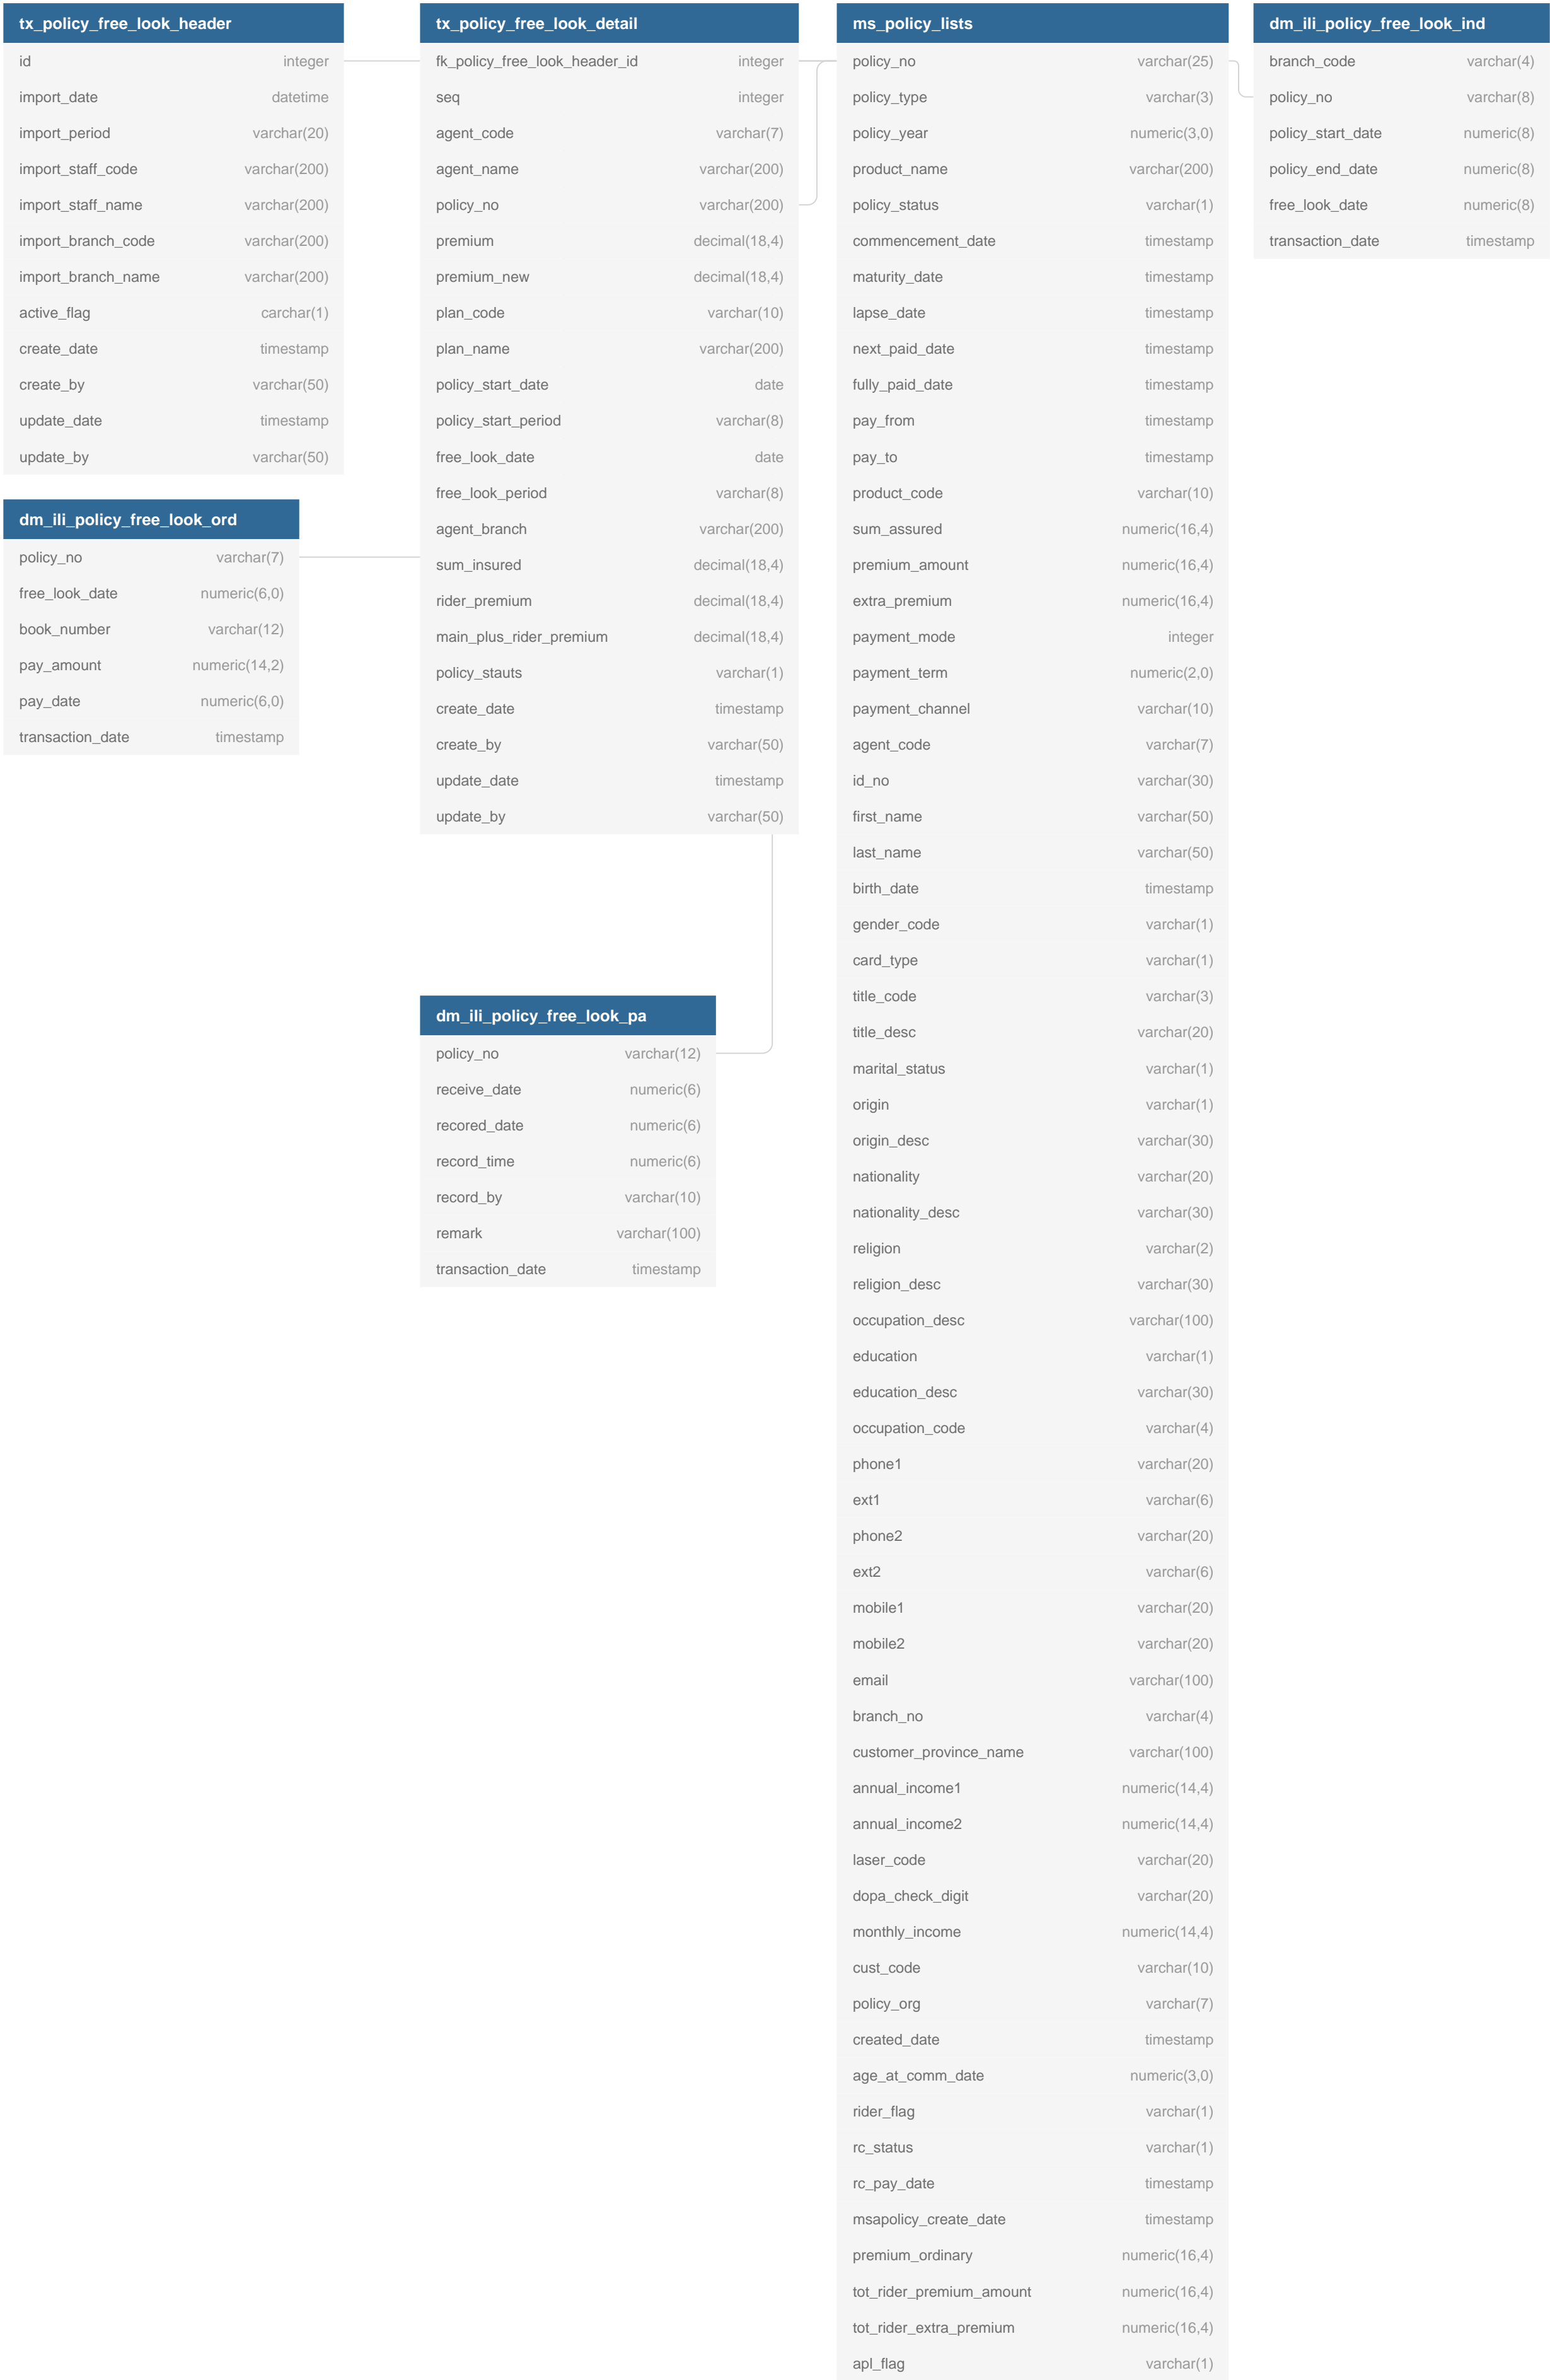 tx_policy_free_look_header
id integer
import_date datetime
import_period varchar(20)
import_staff_code varchar(200)
import_staff_name varchar(200)
import_branch_code varchar(200)
import_branch_name varchar(200)
active_flag carchar(1)
create_date timestamp
create_by varchar(50)
update_date timestamp
update_by varchar(50)
dm_ili_policy_free_look_ord
policy_no varchar(7)
free_look_date numeric(6,0)
book_number varchar(12)
pay_amount numeric(14,2)
pay_date numeric(6,0)
transaction_date timestamp
tx_policy_free_look_detail
fk_policy_free_look_header_id integer
seq integer
agent_code varchar(7)
agent_name varchar(200)
policy_no varchar(200)
premium decimal(18,4)
premium_new decimal(18,4)
plan_code varchar(10)
plan_name varchar(200)
policy_start_date date
policy_start_period varchar(8)
free_look_date date
free_look_period varchar(8)
agent_branch varchar(200)
sum_insured decimal(18,4)
rider_premium decimal(18,4)
main_plus_rider_premium decimal(18,4)
policy_stauts varchar(1)
create_date timestamp
create_by varchar(50)
update_date timestamp
update_by varchar(50)
dm_ili_policy_free_look_pa
policy_no varchar(12)
receive_date numeric(6)
recored_date numeric(6)
record_time numeric(6)
record_by varchar(10)
remark varchar(100)
transaction_date timestamp
ms_policy_lists
policy_no varchar(25)
policy_type varchar(3)
policy_year numeric(3,0)
product_name varchar(200)
policy_status varchar(1)
commencement_date timestamp
maturity_date timestamp
lapse_date timestamp
next_paid_date timestamp
fully_paid_date timestamp
pay_from timestamp
pay_to timestamp
product_code varchar(10)
sum_assured numeric(16,4)
premium_amount numeric(16,4)
extra_premium numeric(16,4)
payment_mode integer
payment_term numeric(2,0)
payment_channel varchar(10)
agent_code varchar(7)
id_no varchar(30)
first_name varchar(50)
last_name varchar(50)
birth_date timestamp
gender_code varchar(1)
card_type varchar(1)
title_code varchar(3)
title_desc varchar(20)
marital_status varchar(1)
origin varchar(1)
origin_desc varchar(30)
nationality varchar(20)
nationality_desc varchar(30)
religion varchar(2)
religion_desc varchar(30)
occupation_desc varchar(100)
education varchar(1)
education_desc varchar(30)
occupation_code varchar(4)
phone1 varchar(20)
ext1 varchar(6)
phone2 varchar(20)
ext2 varchar(6)
mobile1 varchar(20)
mobile2 varchar(20)
email varchar(100)
branch_no varchar(4)
customer_province_name varchar(100)
annual_income1 numeric(14,4)
annual_income2 numeric(14,4)
laser_code varchar(20)
dopa_check_digit varchar(20)
monthly_income numeric(14,4)
cust_code varchar(10)
policy_org varchar(7)
created_date timestamp
age_at_comm_date numeric(3,0)
rider_flag varchar(1)
rc_status varchar(1)
rc_pay_date timestamp
msapolicy_create_date timestamp
premium_ordinary numeric(16,4)
tot_rider_premium_amount numeric(16,4)
tot_rider_extra_premium numeric(16,4)
apl_flag varchar(1)
dm_ili_policy_free_look_ind
branch_code varchar(4)
policy_no varchar(8)
policy_start_date numeric(8)
policy_end_date numeric(8)
free_look_date numeric(8)
transaction_date timestamp